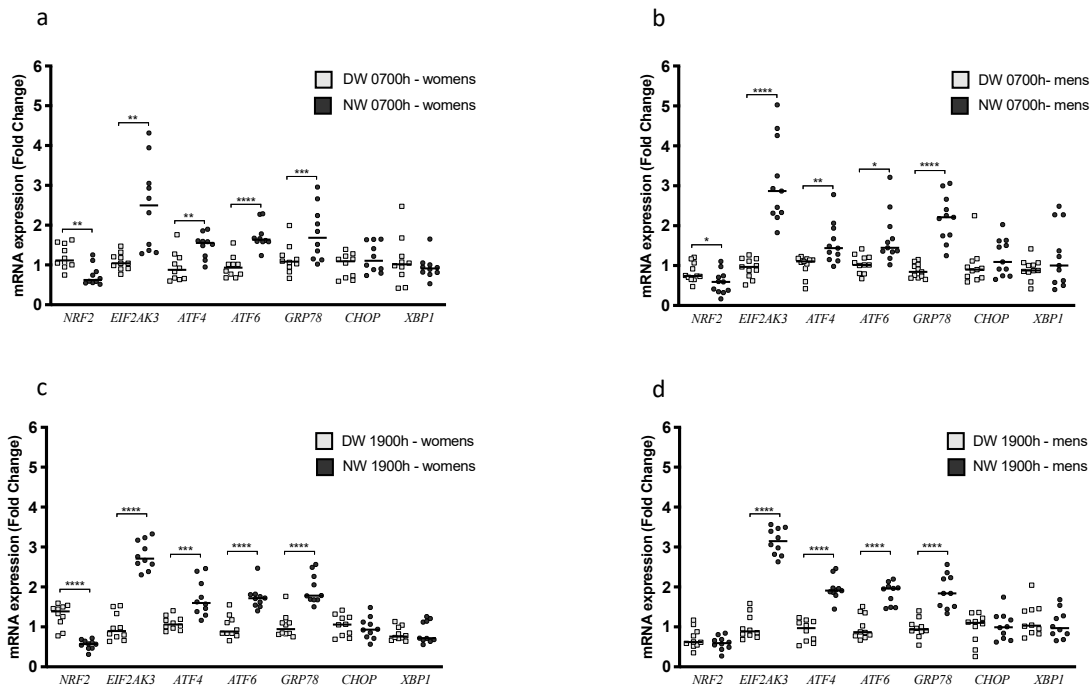 a
mRNA expression (Fold Change)
6
5
4
3
2
1
0
DW 0700h - womens
NW 0700h - womens
** ** ** **** ***
NRF2 EIF2AK3 ATF4 ATF6 GRP78 CHOP XBP1
b
mRNA expression (Fold Change)
6
5
4
3
2
1
0
DW 0700h- mens
NW 0700h- mens
* **** ** * ****
NRF2 EIF2AK3 ATF4 ATF6 GRP78 CHOP XBP1
c
mRNA expression (Fold Change)
6
5
4
3
2
1
0
DW 1900h - womens
NW 1900h - womens
**** **** *** **** ****
NRF2 EIF2AK3 ATF4 ATF6 GRP78 CHOP XBP1
d
mRNA expression (Fold Change)
6
5
4
3
2
1
0
DW 1900h - mens
NW 1900h - mens
**** **** **** ****
NRF2 EIF2AK3 ATF4 ATF6 GRP78 CHOP XBP1